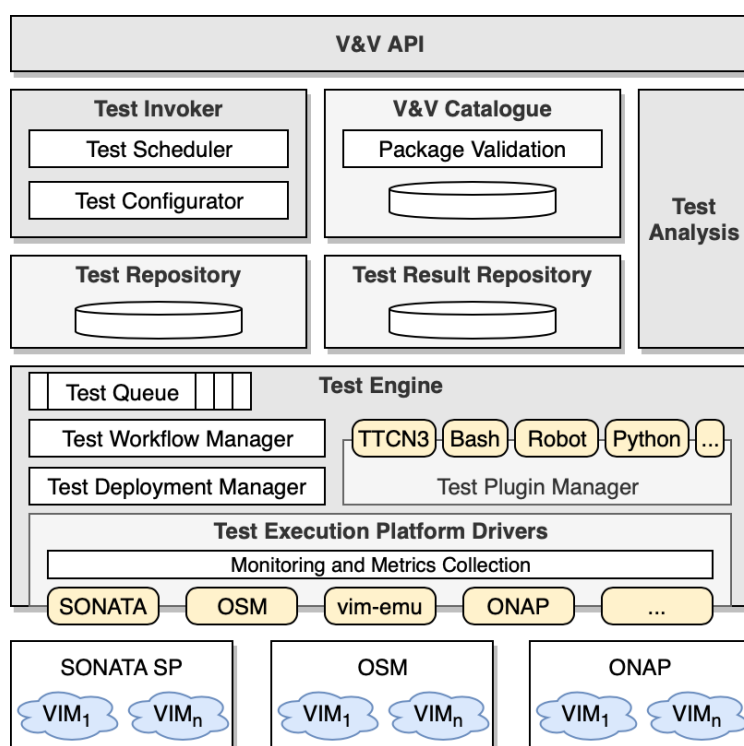 V&V API
Test Invoker
Test Scheduler
Test Configurator
V&V Catalogue
Package Validation
Test
Analysis
Test Repository
Test Result Repository
Test Engine
Test Queue
Test Workflow Manager
Test Deployment Manager
TTCN3 Bash Robot Python ...
Test Plugin Manager
Test Execution Platform Drivers
Monitoring and Metrics Collection
SONATA OSM vim-emu ONAP ...
SONATA SP
VIM1 VIMn
OSM
VIM1 VIMn
ONAP
VIM1 VIMn